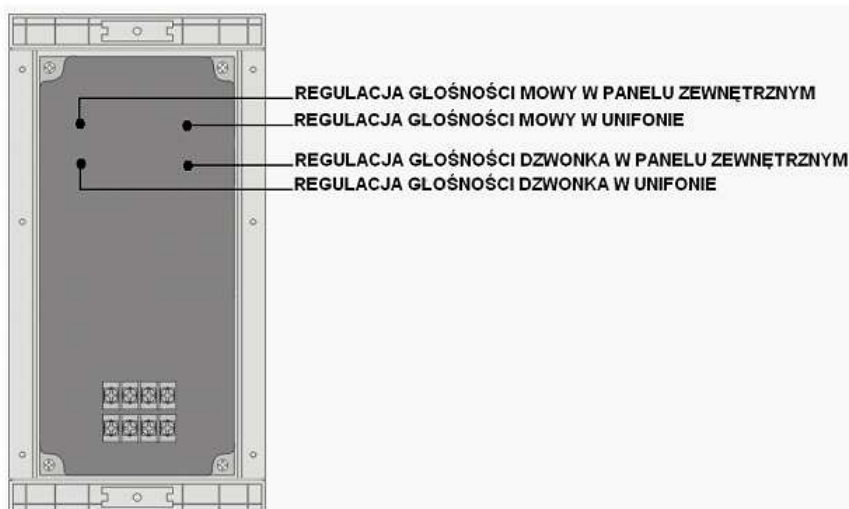 REGULACJA GLOŚNOŚCI MOWY W PANELU ZEWNĘTRZNYM
REGULACJA GLOŚNOŚCI MOWY W UNIFONIE
REGULACJA GLOŚNOŚCI DZWONKA W PANELU ZEWNĘTRZNYM
REGULACJA GLOŚNOŚCI DZWONKA W UNIFONIE